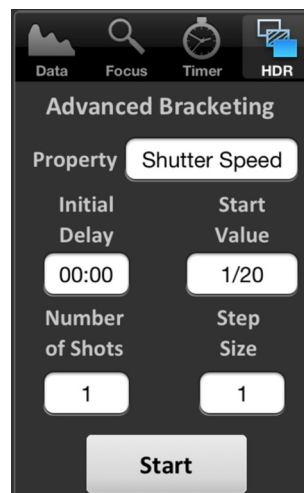 Data Focus Timer HDR
Advanced Bracketing
Property Shutter Speed
Initial Start
Delay Value
00:00 1/20
Number Step
of Shots Size
1 1
Start